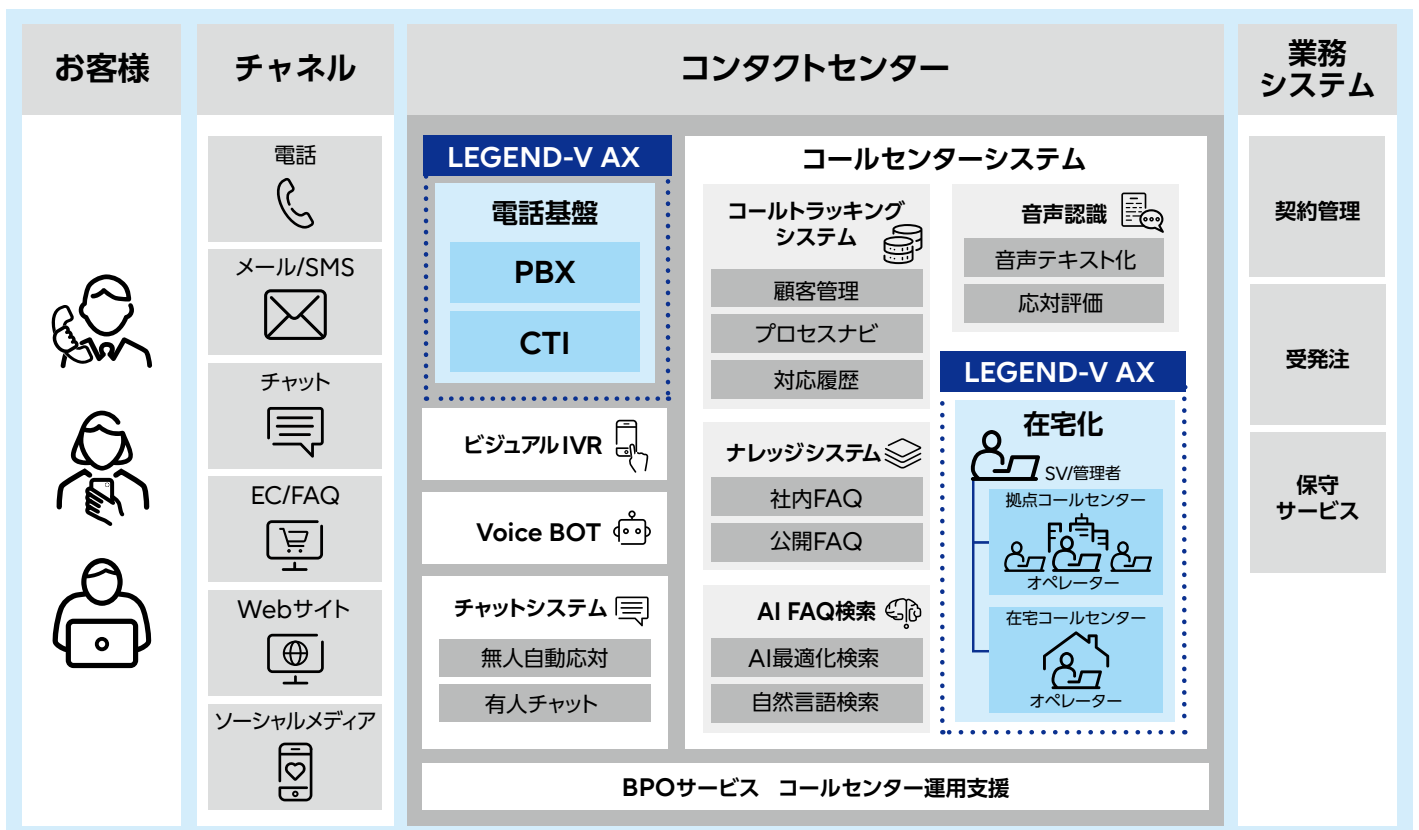 お客様
チャネル
電話
メール/SMS
チャット
EC/FAQ
Webサイト
ソーシャルメディア
コンタクトセンター
LEGEND-V AX
電話基盤
PBX
CTI
ビジュアルIVR
Voice BOT
チャットシステム
無人自動応対
有人チャット
コールセンターシステム
コールトラッキング
システム
顧客管理
プロセスナビ
対応履歴
ナレッジシステム
社内FAQ
公開FAQ
AI FAQ検索
AI最適化検索
自然言語検索
音声認識
音声テキスト化
応対評価
LEGEND-V AX
在宅化
SV/管理者
拠点コールセンター
オペレーター
在宅コールセンター
オペレーター
BPOサービス コールセンター運用支援
業務
システム
契約管理
受発注
保守
サービス